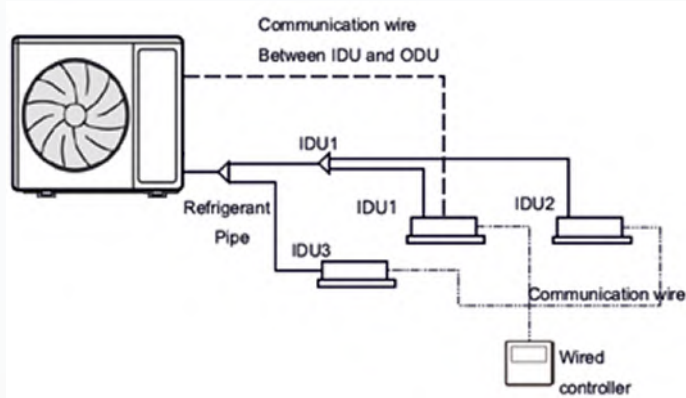 Communication wire
Between IDU and ODU
IDU1
Refrigerant
Pipe
IDU1
IDU2
IDU3
Communication wire
Wired
controller